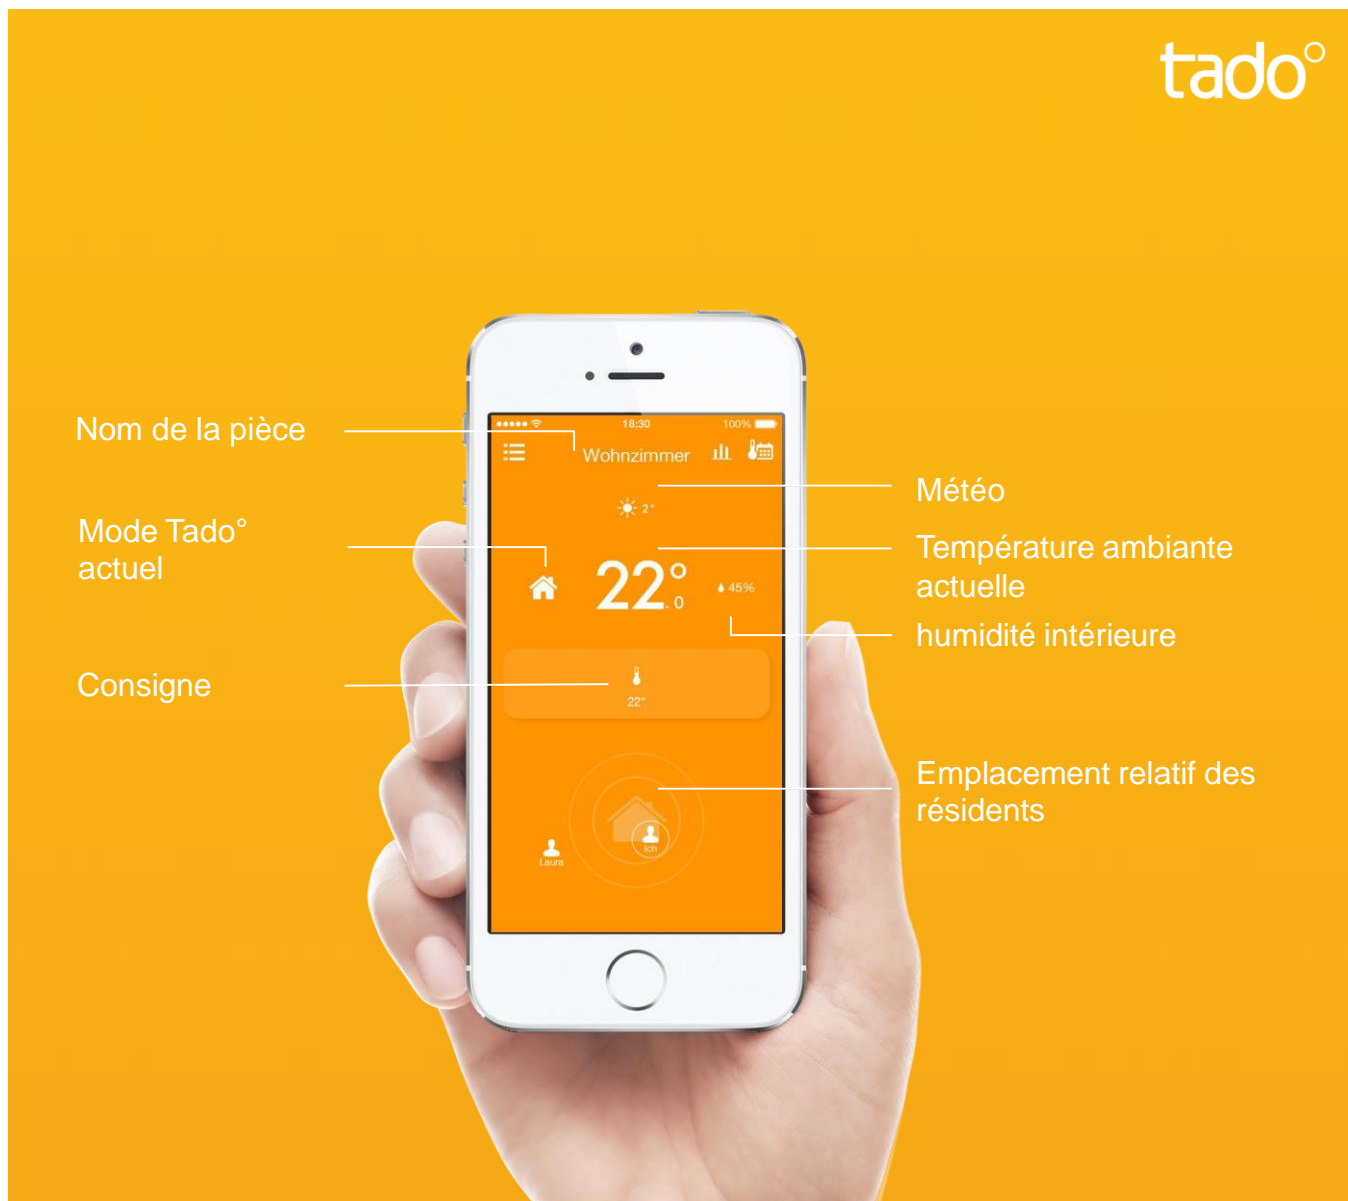 tado°
18:30
100%
Nom de la pièce
Wohnzimmer
Météo
2°
Mode Tado°
actuel
Température ambiante
actuelle
22.0°
45%
humidité intérieure
Consigne
22°
Emplacement relatif des
résidents
Laura
Ich